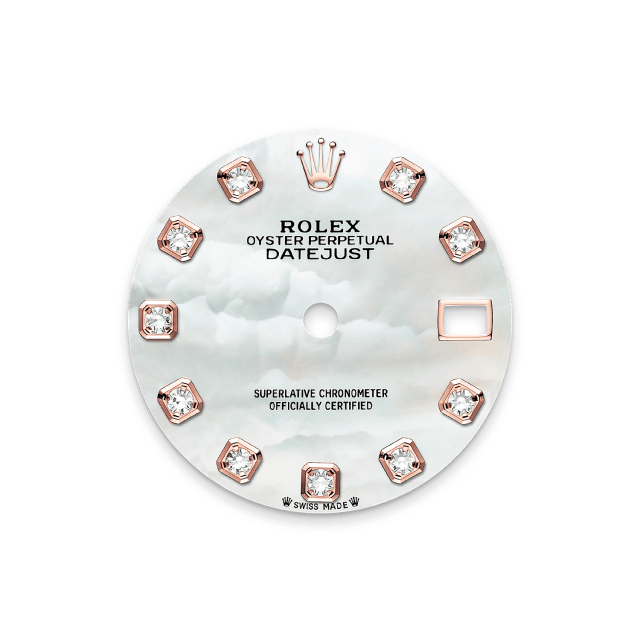 ROLEX
OYSTER PERPETUAL
DATEJUST
SUPERLATIVE CHRONOMETER
OFFICIALLY CERTIFIED
SWISS MADE